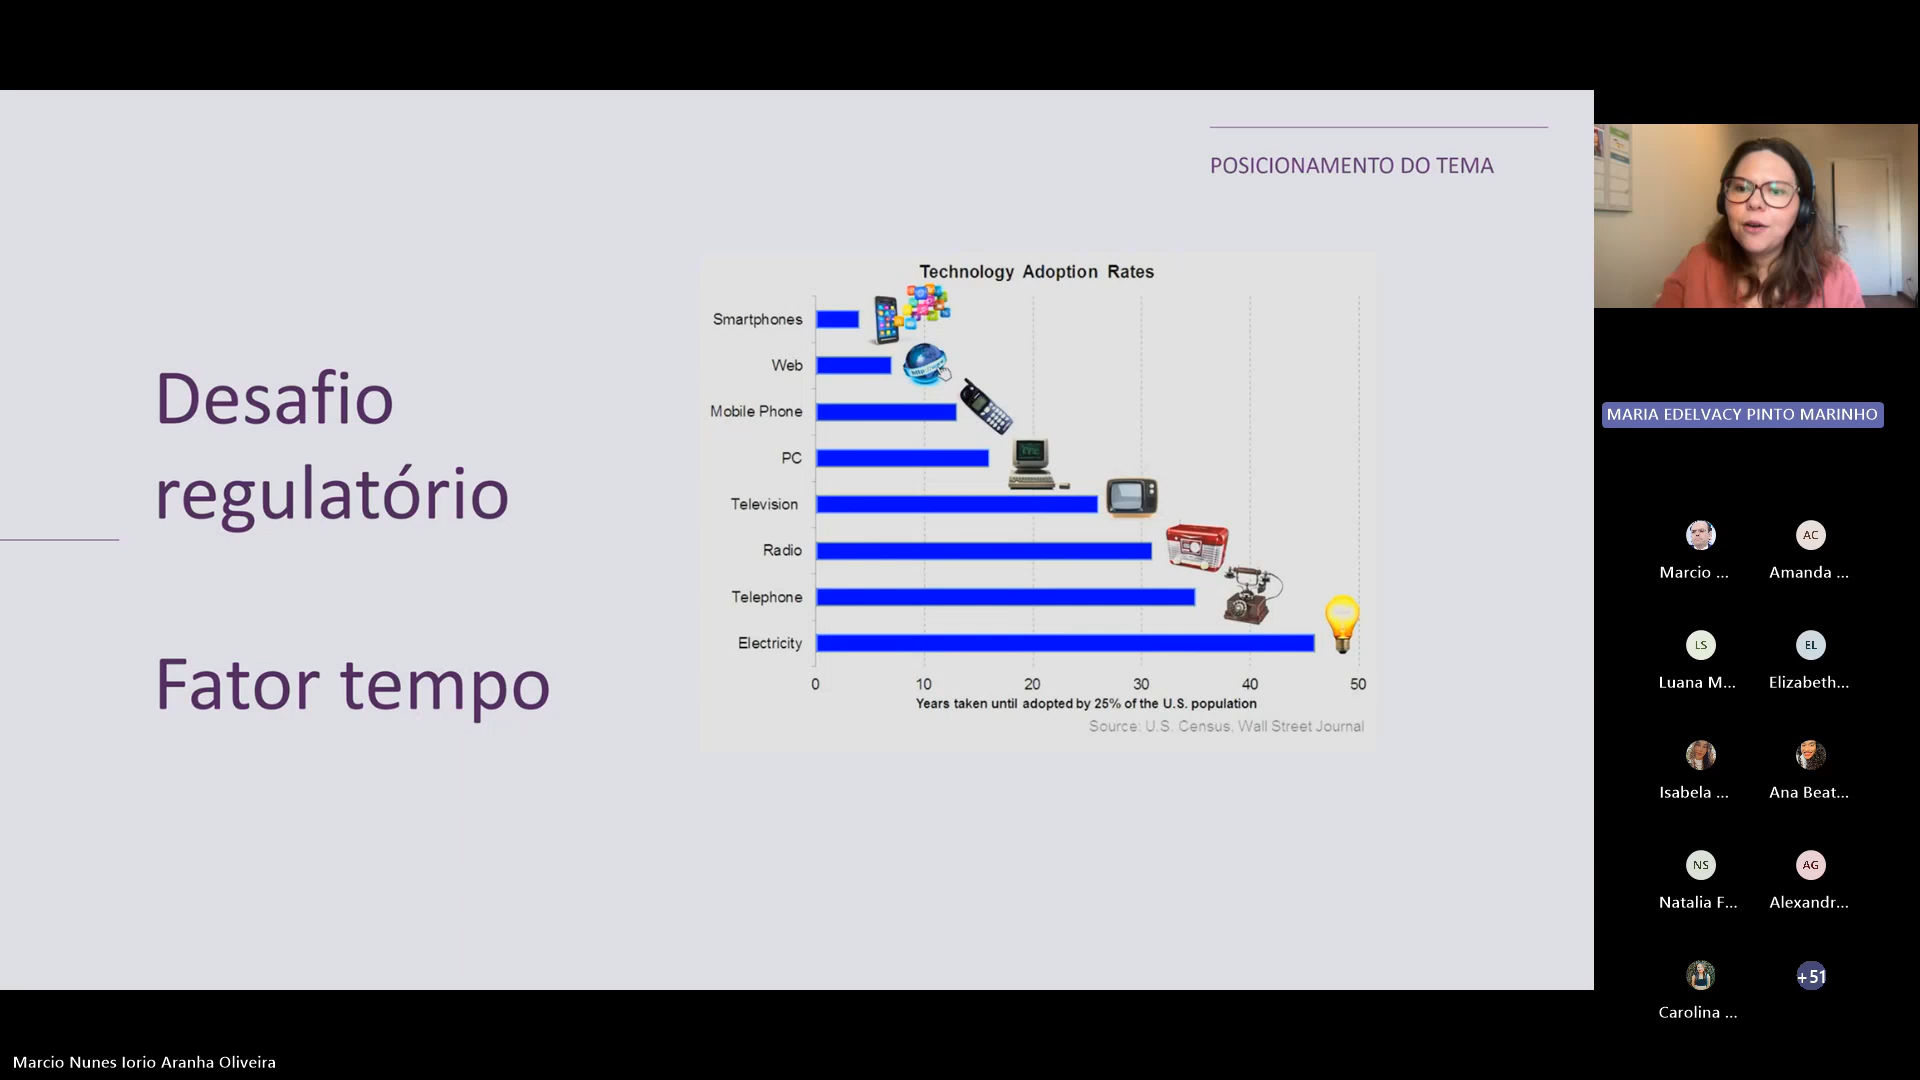 POSICIONAMENTO DO TEMA
Desafio
regulatório
Fator tempo
Technology Adoption Rates
Smartphones
Web
Mobile Phone
PC
Television
Radio
Telephone
Electricity
0 10 20 30 40 50
Years taken until adopted by 25% of the U.S. population
Source: U.S. Census, Wall Street Journal
MARIA EDELVACY PINTO MARINHO
AC
Marcio ... Amanda ...
LS EL
Luana M... Elizabeth...
Isabela ... Ana Beat...
NS AG
Natalia F... Alexandr...
+51
Carolina ...
Marcio Nunes Iorio Aranha Oliveira